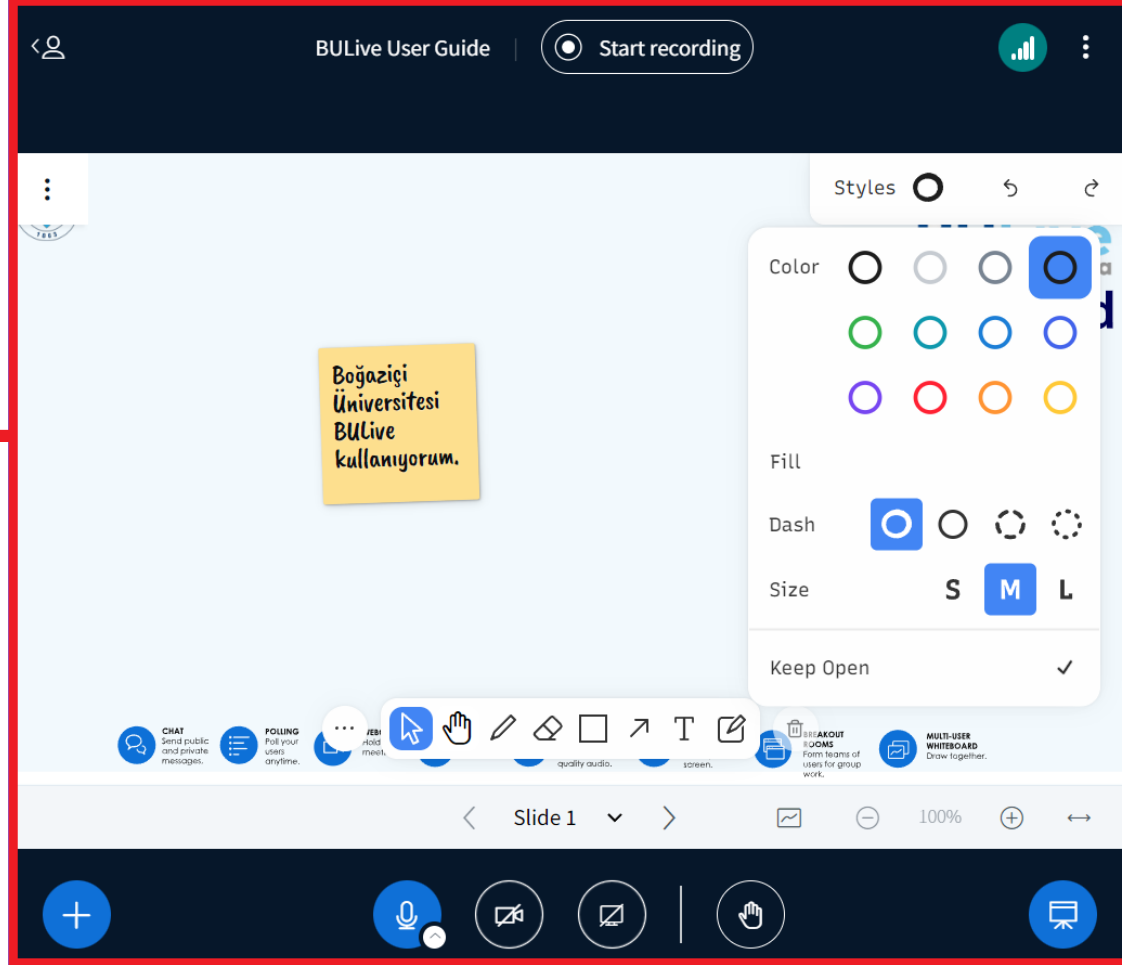 BULive User Guide
Start recording
Styles
1863
Color
Boğaziçi
Üniversitesi
BULive
kullanıyorum.
Fill
Dash
Size
S
M
L
Keep Open
CHAT
Send public
and private
messages.
POLLING
Poll your
users
anytime.
Hold
quality audio.
screen.
BREAKOUT
ROOMS
Form teams of
users for group
work.
MULTI-USER
WHITEBOARD
Draw together.
T
Slide 1
100%